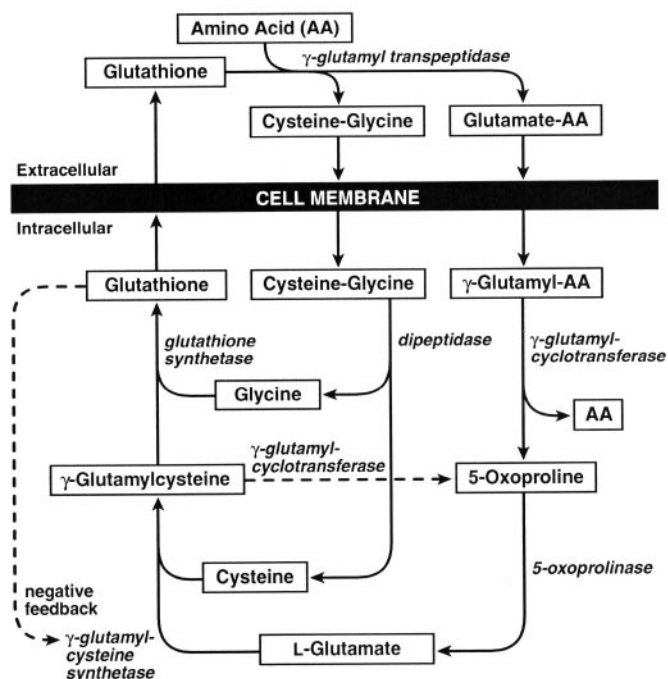 Amino Acid (AA)
γ-glutamyl transpeptidase
Glutathione
Cysteine-Glycine
Glutamate-AA
Extracellular
CELL MEMBRANE
Intracellular
Glutathione
Cysteine-Glycine
γ-Glutamyl-AA
glutathione
synthetase
dipeptidase
γ-glutamyl-
cyclotransferase
Glycine
AA
γ-glutamyl-
cyclotransferase
γ-Glutamylcysteine
5-Oxoproline
Cysteine
5-oxoprolinase
negative
feedback
γ-glutamyl-
cysteine
synthetase
L-Glutamate